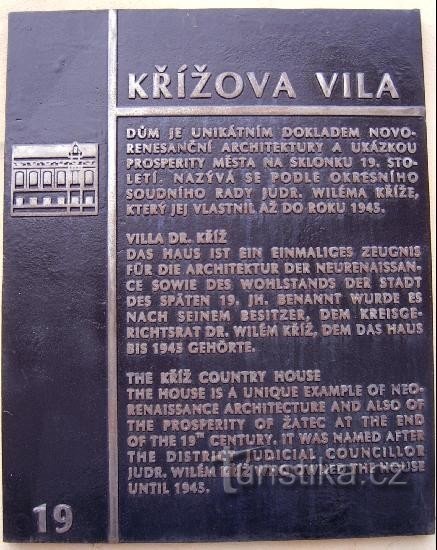 KŘÍŽOVA VILA
DŮM JE UNIKÁTNÍM DOKLADEM NOVO-
RENESANČNÍ ARCHITEKTURY A UKÁZKOU
PROSPERITY MĚSTA NA SKLONKU 19. STO-
LETÍ. NAZÝVÁ SE PODLE OKRESNÍHO
SOUDNÍHO RADY JUDR. WILÉMA KŘÍŽE,
KTERÝ JEJ VLASTNIL AŽ DO ROKU 1945.
VILLA DR. KŘÍŽ
DAS HAUS IST EIN EINMALIGES ZEUGNIS
FÜR DIE ARCHITEKTUR DER NEURENAISSAN-
CE SOWIE DES WOHLSTANDS DER STADT
DES SPÄTEN 19. JH. BENANNT WURDE ES
NACH SEINEM BESITZER, DEM KREISGE-
RICHTSRAT DR. WILÉM KŘÍŽ, DEM DAS HAUS
BIS 1945 GEHÖRTE.
THE KŘÍŽ COUNTRY HOUSE
THE HOUSE IS A UNIQUE EXAMPLE OF NEO-
RENAISSANCE ARCHITECTURE AND ALSO OF
THE PROSPERITY OF ŽATEC AT THE END
OF THE 19TH CENTURY. IT WAS NAMED AFTER
THE DISTRICT JUDICIAL COUNCILLOR
JUDR. WILÉM KŘÍŽ WHO OWNED THE HOUSE
UNTIL 1945.
turistika.cz
19